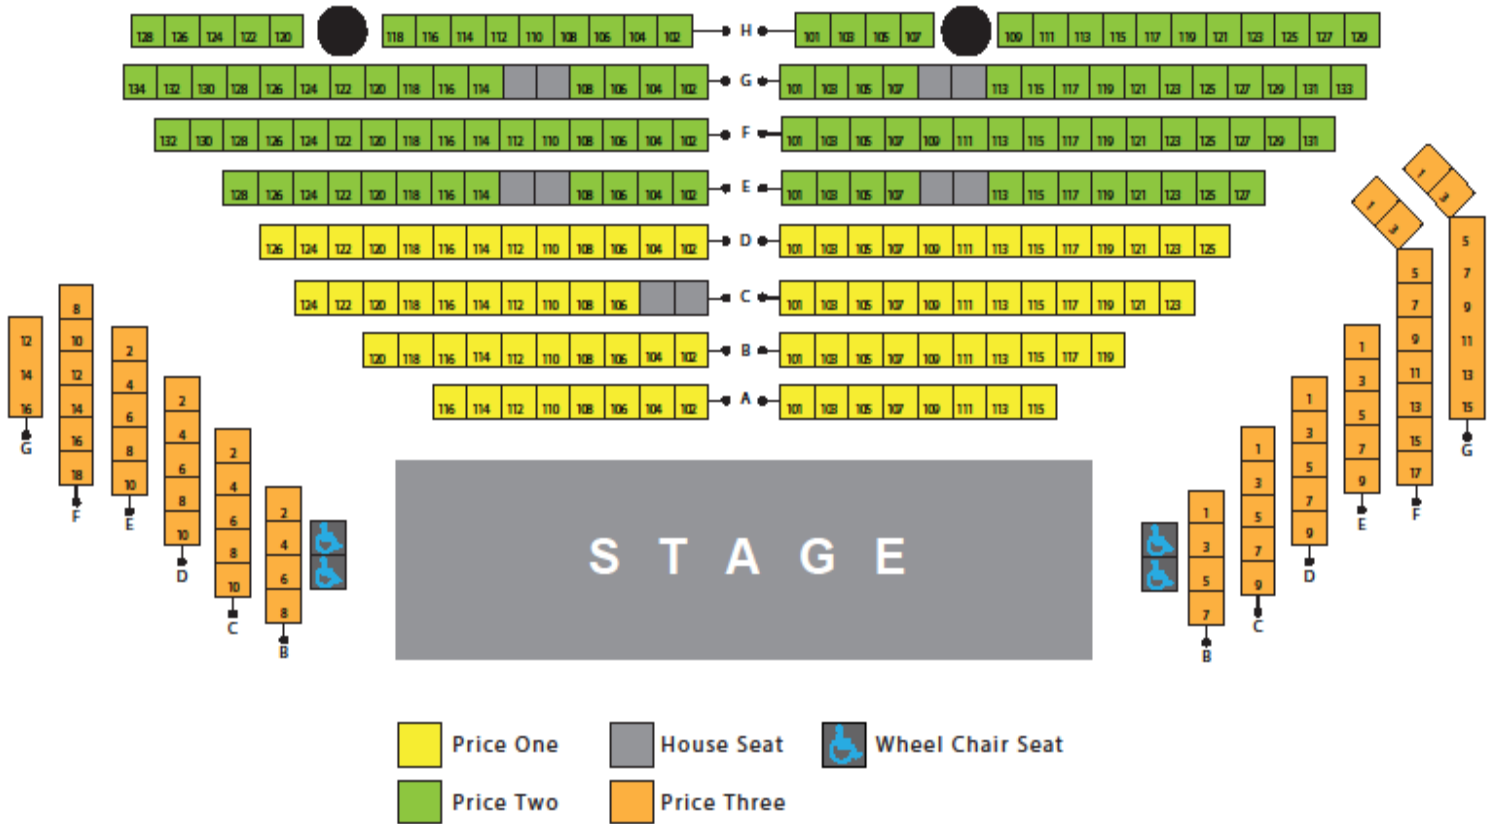 128 126 124 122 120 118 116 114 112 110 108 106 104 102 H 101 103 105 107 109 111 113 115 117 119 121 123 125 127 129
134 132 130 128 126 124 122 120 118 116 114 108 106 104 102 G 101 103 105 107 113 115 117 119 121 123 125 127 129 131 133
132 130 128 126 124 122 120 118 116 114 112 110 108 106 104 102 F 101 103 105 107 109 111 113 115 117 119 121 123 125 127 129 131
128 126 124 122 120 118 116 114 108 106 104 102 E 101 103 105 107 113 115 117 119 121 123 125 127
126 124 122 120 118 116 114 112 110 108 106 104 102 D 101 103 105 107 109 111 113 115 117 119 121 123 125
124 122 120 118 116 114 112 110 108 106 C 101 103 105 107 109 111 113 115 117 119 121 123
120 118 116 114 112 110 108 106 104 102 B 101 103 105 107 109 111 113 115 117 119
116 114 112 110 108 106 104 102 A 101 103 105 107 109 111 113 115
12 14 16 G
8 10 12 14 16 18 F
2 4 6 8 10 E
2 4 6 8 10 D
2 4 6 8 10 C
2 4 6 8 B
STAGE
1 3 5 7 B
1 3 5 7 9 C
1 3 5 7 9 D
1 3 5 7 9 E
1 3 5 7 9 11 13 15 17 F
1 3 5 7 9 11 13 15 G
Price One
House Seat
Wheel Chair Seat
Price Two
Price Three